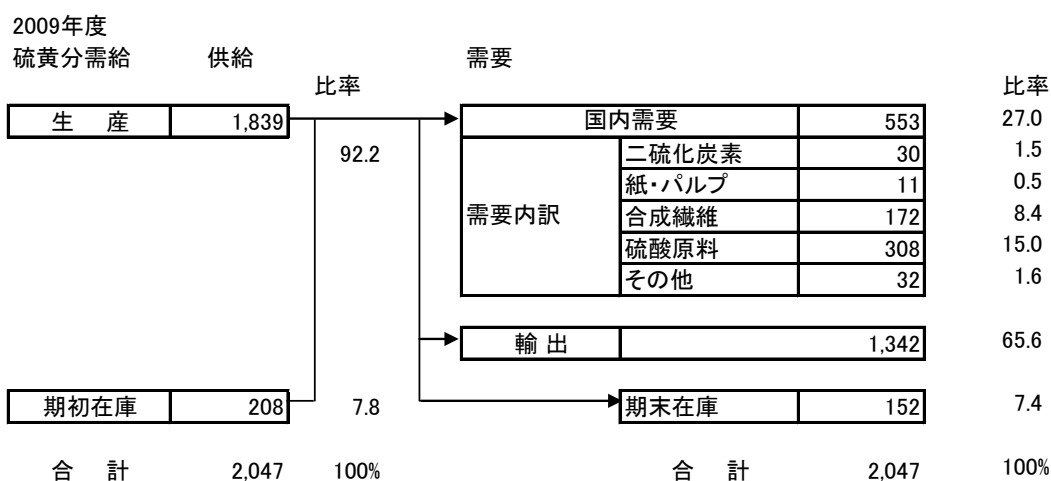 2009年度
硫黄分需給 供給 需要
比率 比率
生 産 1,839 国内需要 553 27.0
92.2 二硫化炭素 30 1.5
紙・パルプ 11 0.5
需要内訳 合成繊維 172 8.4
硫酸原料 308 15.0
その他 32 1.6
輸 出 1,342 65.6
期初在庫 208 7.8 期末在庫 152 7.4
合 計 2,047 100% 合 計 2,047 100%